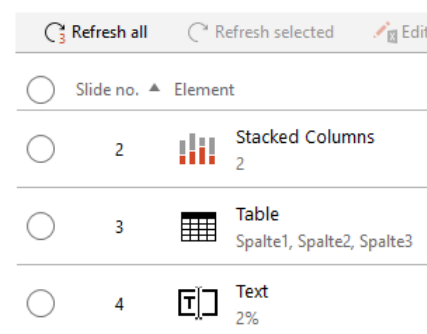 3 Refresh all Refresh selected x Edit
Slide no. ▲ Element
2 Stacked Columns
2
3 Table
Spalte1, Spalte2, Spalte3
4 T Text
2%